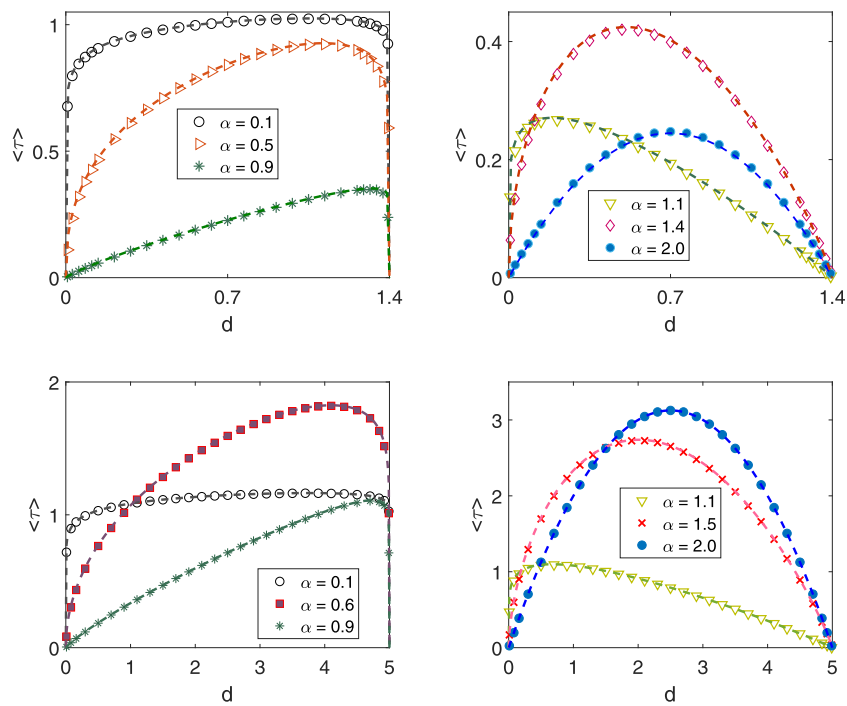 1
0.5
0
<τ>
α = 0.1
α = 0.5
α = 0.9
0
0.7
1.4
d
0.4
0.2
0
<τ>
α = 1.1
α = 1.4
α = 2.0
0
0.7
1.4
d
2
1
0
<τ>
α = 0.1
α = 0.6
α = 0.9
0 1 2 3 4 5
d
3
2
1
0
<τ>
α = 1.1
α = 1.5
α = 2.0
0 1 2 3 4 5
d